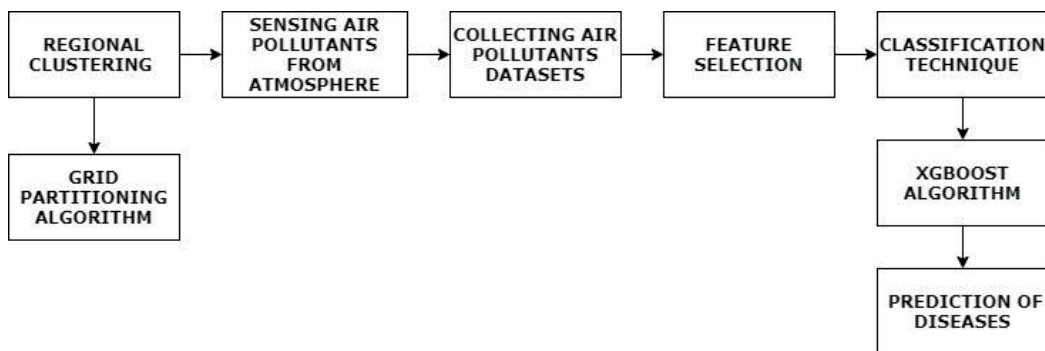 REGIONAL
CLUSTERING
SENSING AIR
POLLUTANTS
FROM
ATMOSPHERE
COLLECTING AIR
POLLUTANTS
DATASETS
FEATURE
SELECTION
CLASSIFICATION
TECHNIQUE
GRID
PARTITIONING
ALGORITHM
XGBOOST
ALGORITHM
PREDICTION OF
DISEASES